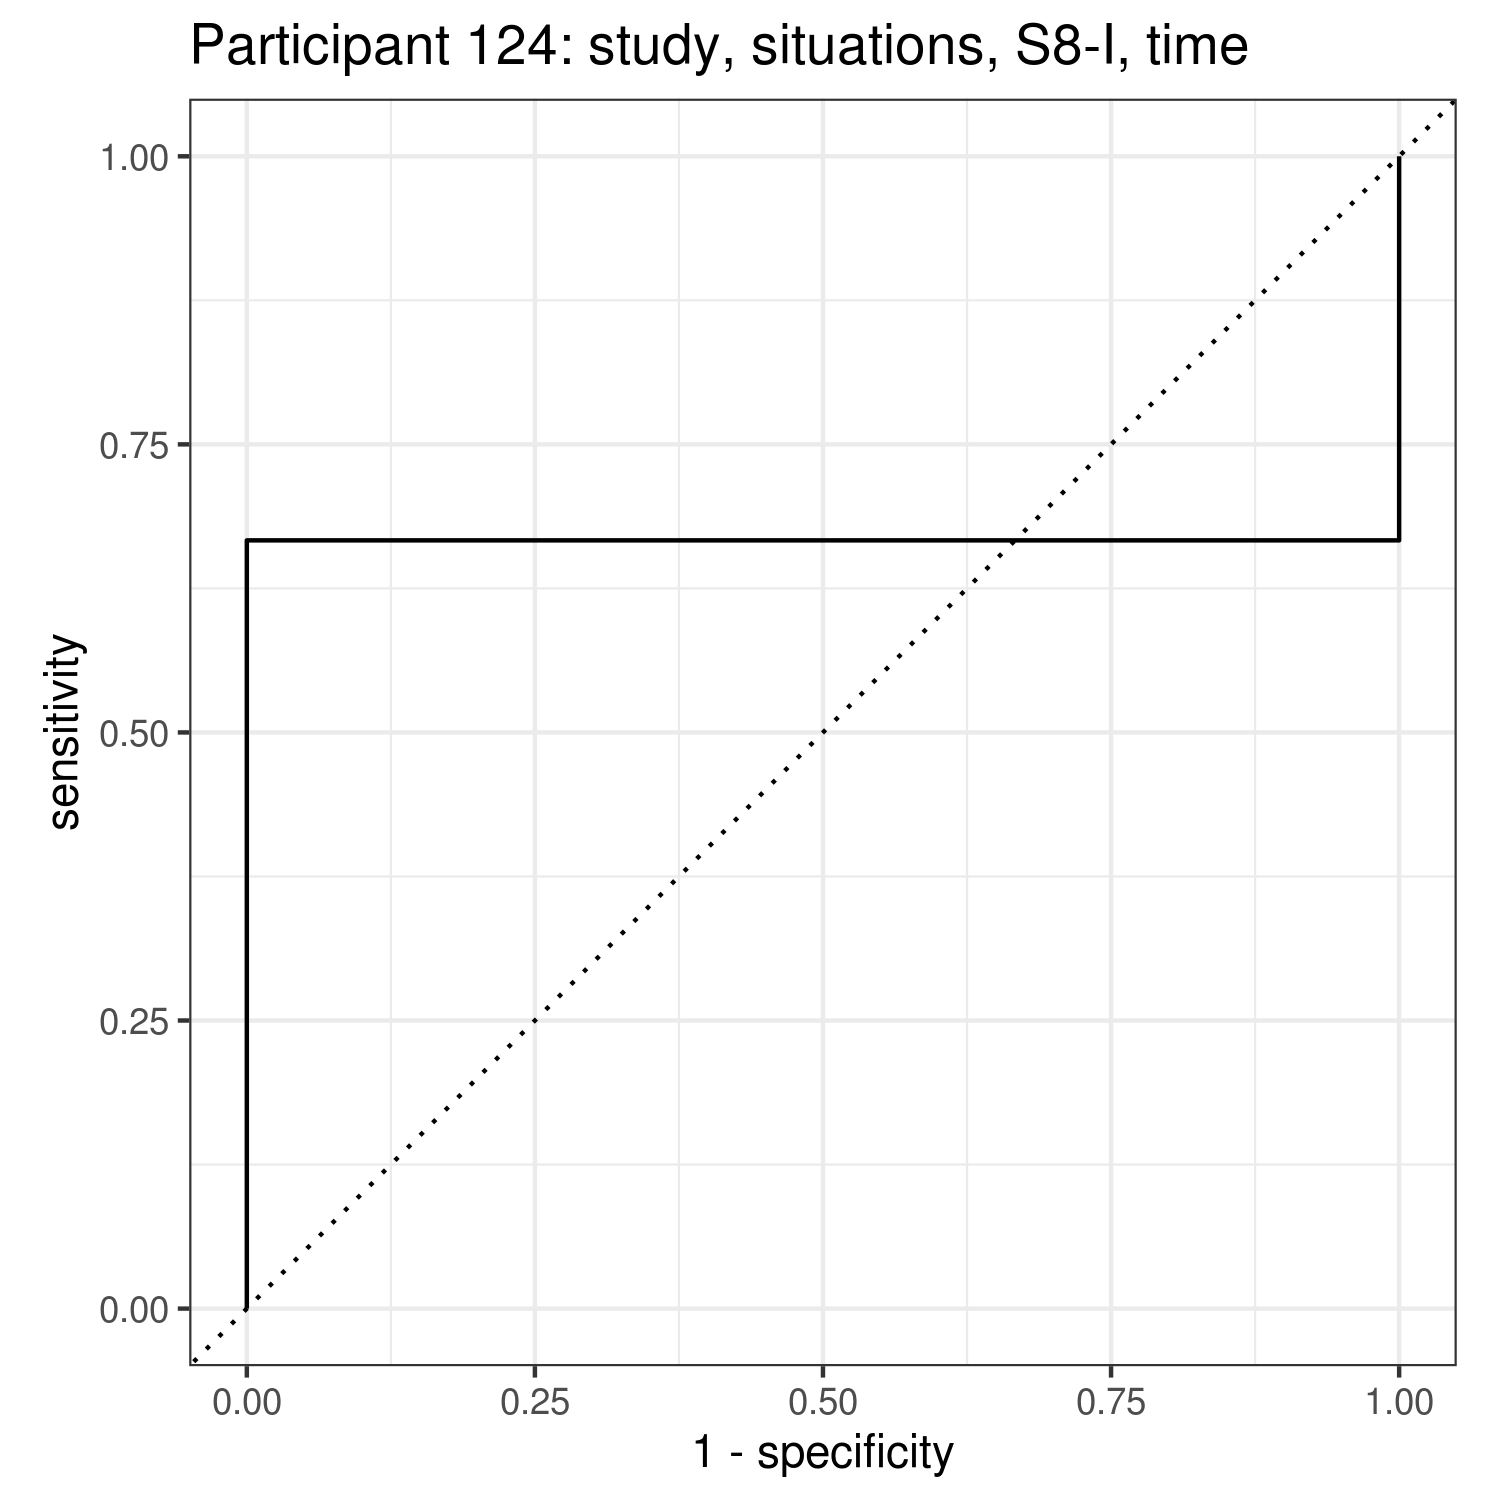 Participant 124: study, situations, S8-I, time
1.00
0.75
0.50
0.25
0.00
sensitivity
0.00 0.25 0.50 0.75 1.00
1 - specificity